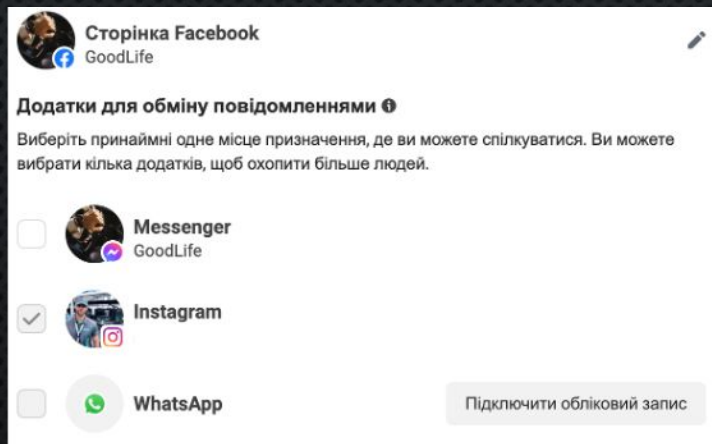 Сторінка Facebook
GoodLife
Додатки для обміну повідомленнями
Виберіть принаймні одне місце призначення, де ви можете спілкуватися. Ви можете
вибрати кілька додатків, щоб охопити більше людей.
Messenger
GoodLife
Instagram
WhatsApp
Підключити обліковий запис